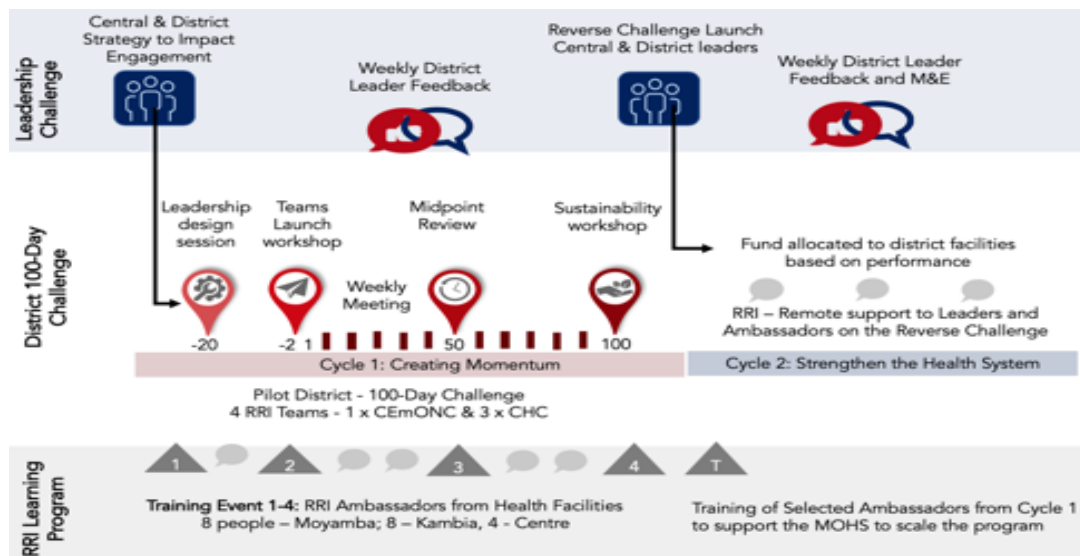 Leadership
Challenge
Central & District
Strategy to Impact
Engagement
Weekly District
Leader Feedback
Reverse Challenge Launch
Central & District leaders
Weekly District Leader
Feedback and M&E
District 100-Day
Challenge
Leadership
design
session
Teams
Launch
workshop
Weekly
Meeting
Midpoint
Review
Sustainability
workshop
-20
-2
1
50
100
Fund allocated to district facilities
based on performance
RRI – Remote support to Leaders and
Ambassadors on the Reverse Challenge
Cycle 1: Creating Momentum
Cycle 2: Strengthen the Health System
Pilot District - 100-Day Challenge
4 RRI Teams - 1 x CEmONC & 3 x CHC
RRI Learning
Program
1
2
3
4
T
Training Event 1-4: RRI Ambassadors from Health Facilities
8 people – Moyamba; 8 – Kambia, 4 - Centre
Training of Selected Ambassadors from Cycle 1
to support the MOHS to scale the program